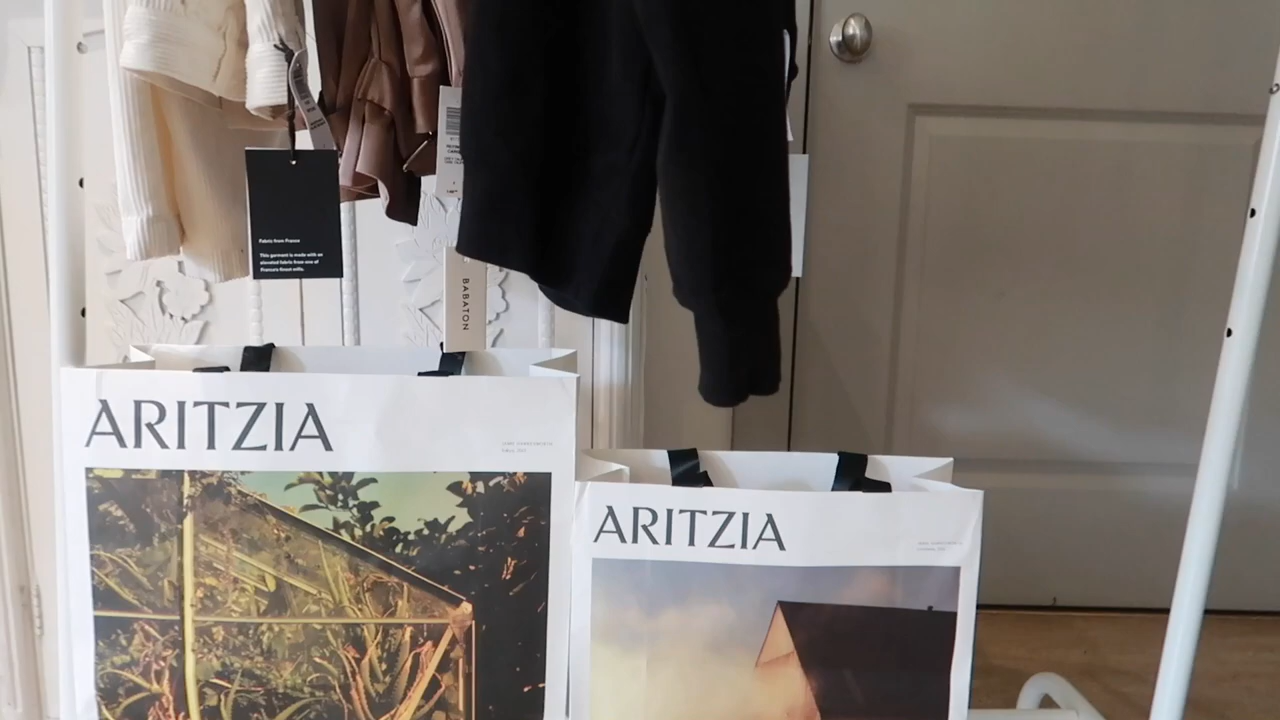 Fabric from France
This garment is made with an
elevated fabric from one of
France's finest mills.
BABATON
ARITZIA
ARITZIA